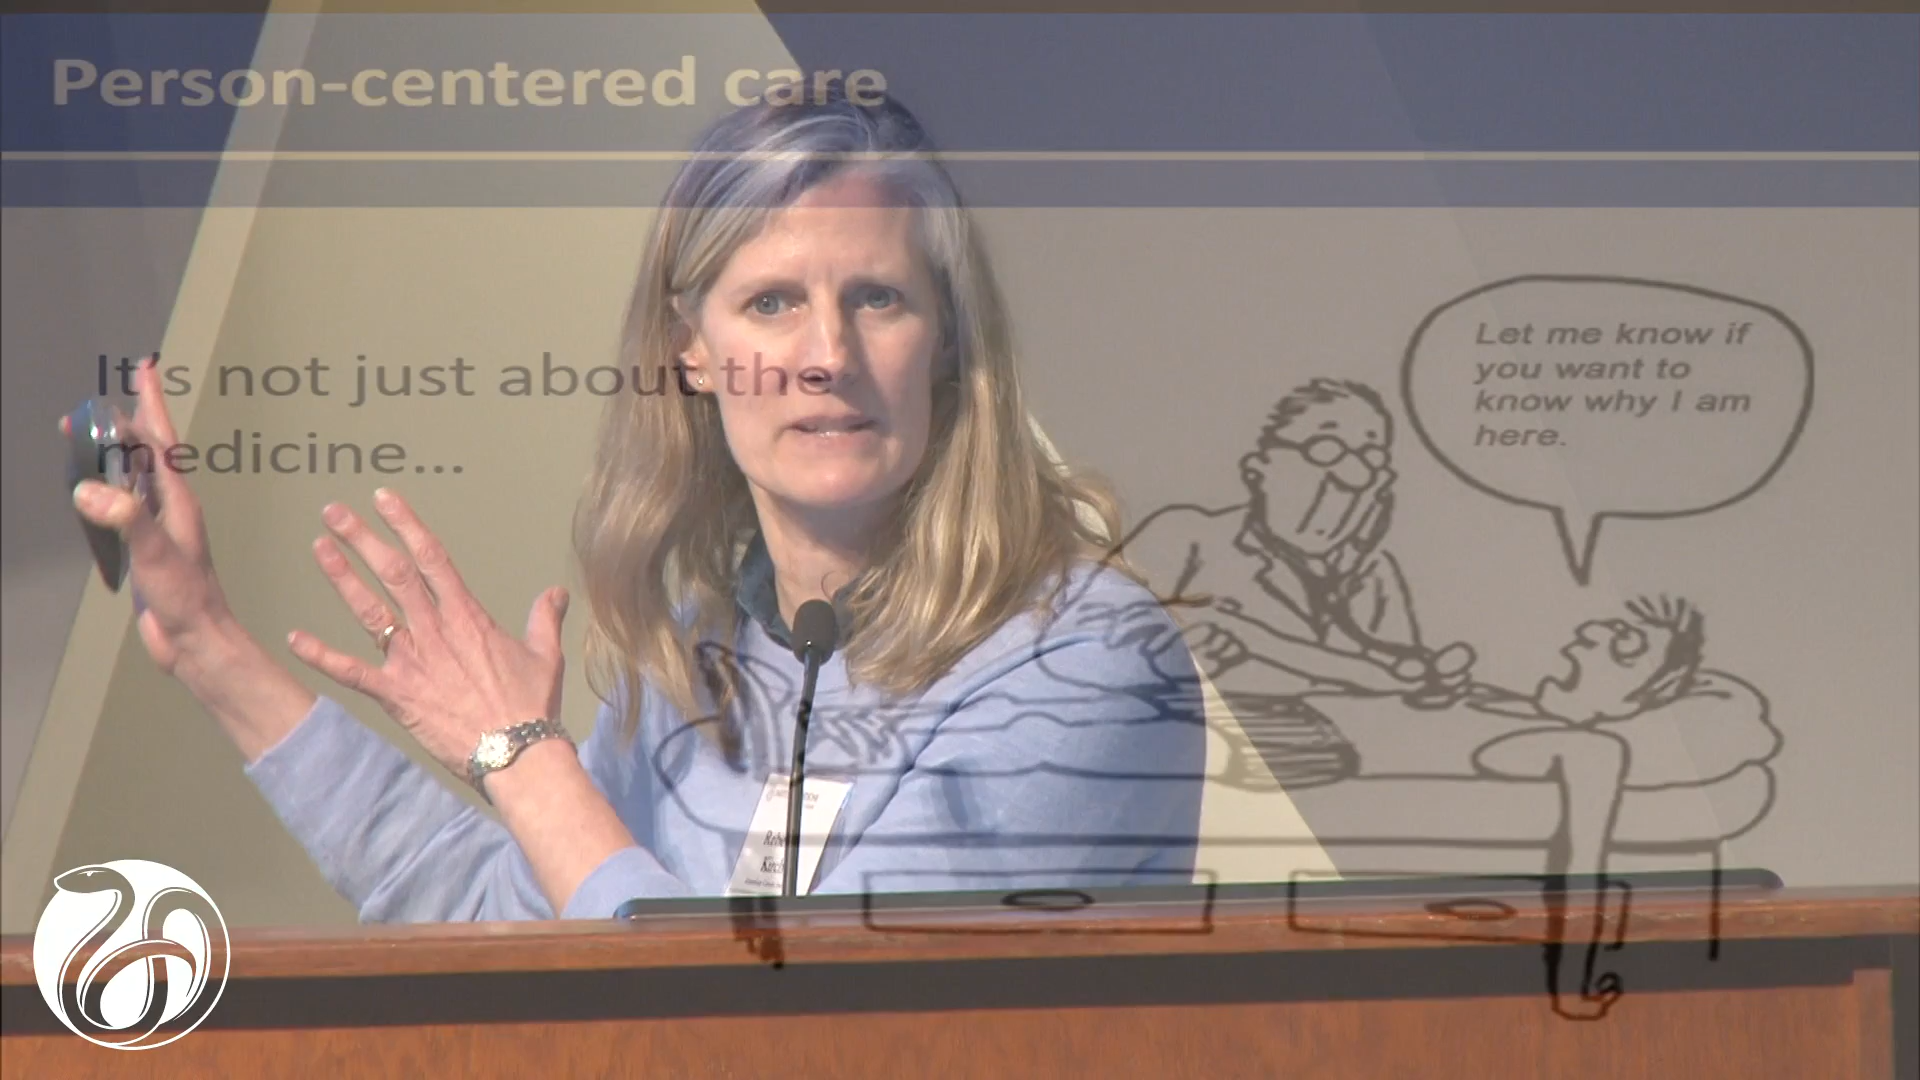 Person-centered care
It's not just about the
medicine...
Let me know if
you want to
know why I am
here.